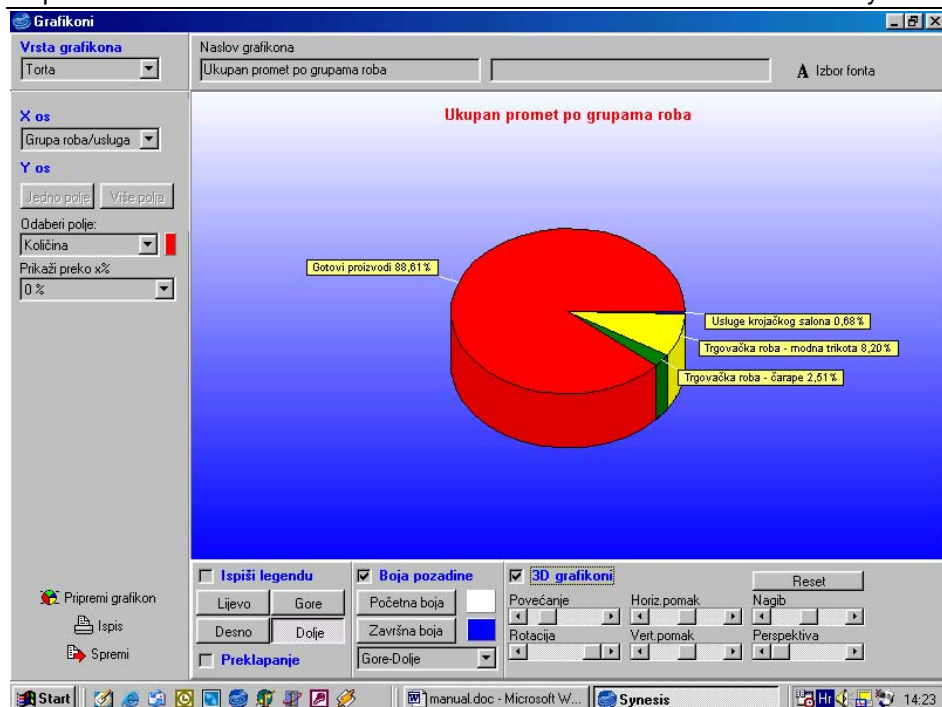 Grafikoni
Vrsta grafikona
Torta
Naslov grafikona
Ukupan promet po grupama roba
A Izbor fonta
X os
Grupa roba/usluga
Y os
Jedno polje Više polja
Odaberi polje:
Količina
Prikaži preko x%
0 %
Ukupan promet po grupama roba
Gotovi proizvodi 88,61%
Usluge krojačkog salona 0,68%
Trgovačka roba - modna trikota 8,20%
Trgovačka roba - čarape 2,51%
Pripremi grafikon
Ispis
Spremi
Ispiši legendu
Lijevo Gore
Desno Dolje
Preklapanje
Boja pozadine
Početna boja
Završna boja
Gore-Dolje
3D grafikoni
Reset
Povećanje Horiz.pomak Nagib
Rotacija Vert.pomak Perspektiva
Start manual.doc - Microsoft W... Synesis Hr 14:23